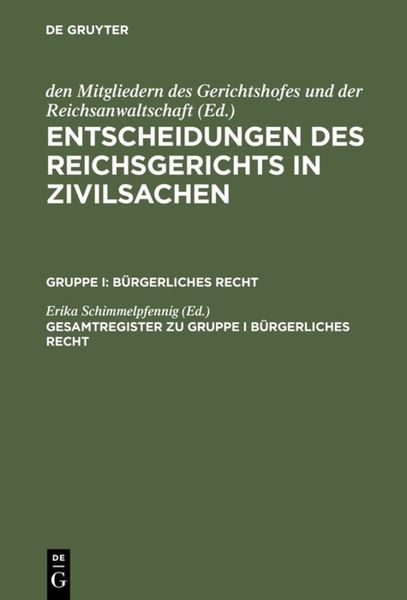 DE GRUYTER
den Mitgliedern des Gerichtshofes und der
Reichsanwaltschaft (Ed.)
ENTSCHEIDUNGEN DES
REICHSGERICHTS IN
ZIVILSACHEN
GRUPPE I: BÜRGERLICHES RECHT
Erika Schimmelpfennig (Ed.)
GESAMTREGISTER ZU GRUPPE I BÜRGERLICHES
RECHT
DE
G